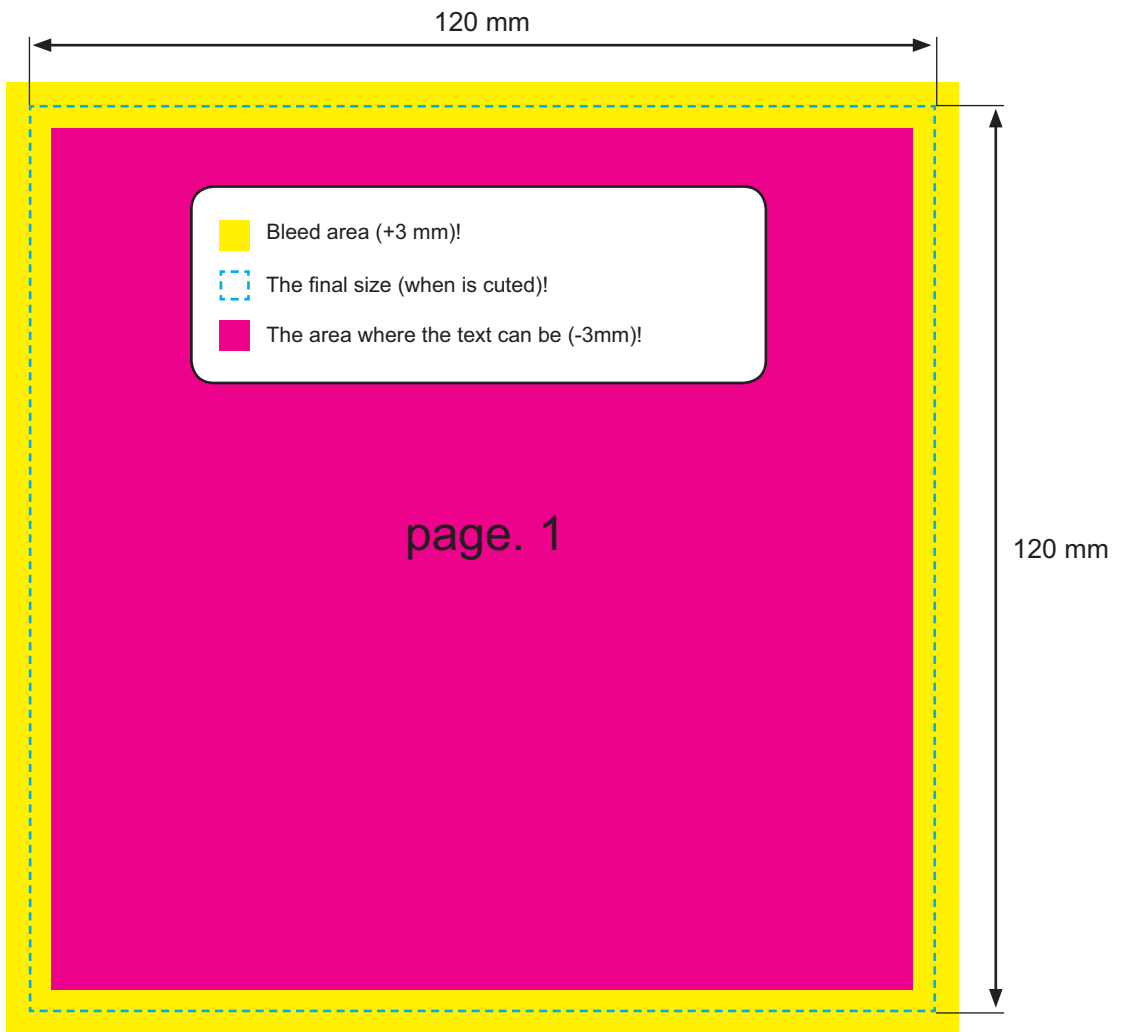 120 mm
Bleed area (+3 mm)!
The final size (when is cuted)!
The area where the text can be (-3mm)!
page. 1
120 mm